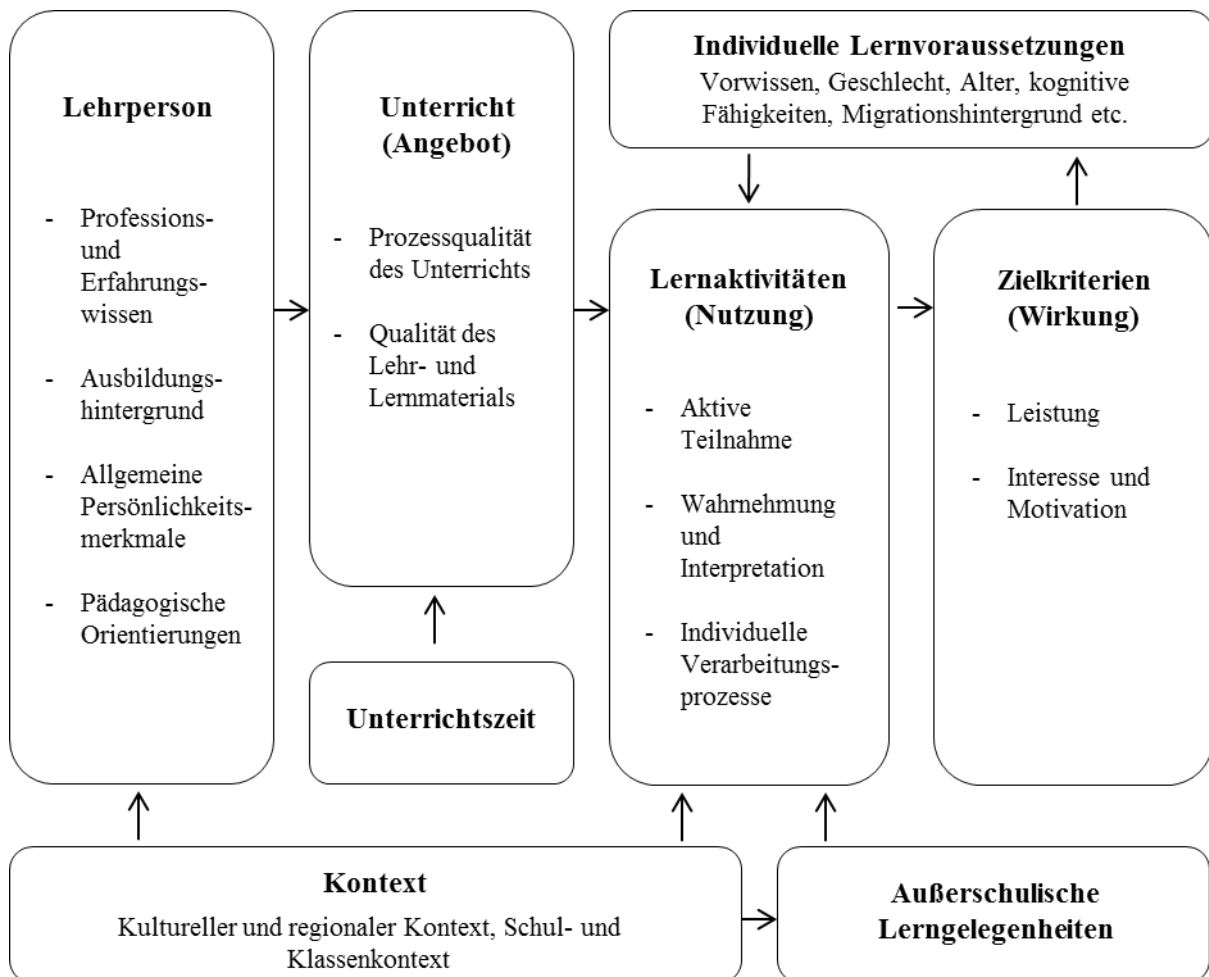 Lehrperson
- Professions-
und
Erfahrungs-
wissen
- Ausbildungs-
hintergrund
- Allgemeine
Persönlichkeits-
merkmale
- Pädagogische
Orientierungen
Unterricht
(Angebot)
- Prozessqualität
des Unterrichts
- Qualität des
Lehr- und
Lernmaterials
Unterrichtszeit
Individuelle Lernvoraussetzungen
Vorwissen, Geschlecht, Alter, kognitive
Fähigkeiten, Migrationshintergrund etc.
Lernaktivitäten
(Nutzung)
- Aktive
Teilnahme
- Wahrnehmung
und
Interpretation
- Individuelle
Verarbeitungs-
prozesse
Zielkriterien
(Wirkung)
- Leistung
- Interesse und
Motivation
Kontext
Kultureller und regionaler Kontext, Schul- und
Klassenkontext
Außerschulische
Lerngelegenheiten